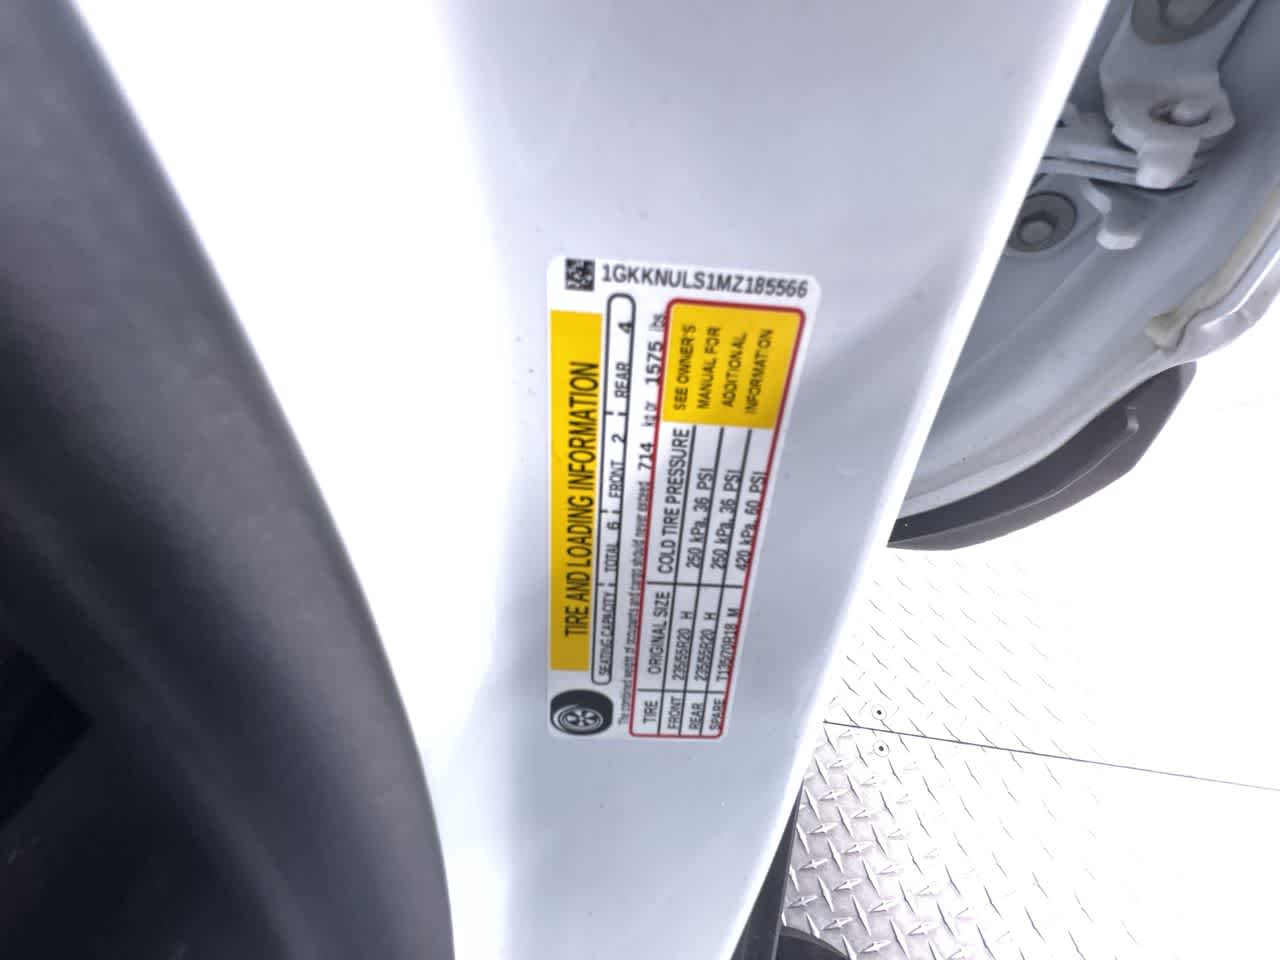 1GKKNULS1MZ185566
TIRE AND LOADING INFORMATION
SEATING CAPACITY TOTAL 6 FRONT 2 REAR 4
The combined weight of occupants and cargo should never exceed 714 kg or 1575 lbs
TIRE ORIGINAL SIZE COLD TIRE PRESSURE
FRONT 235/55R20 H 250 kPa, 36 PSI
REAR 235/55R20 H 250 kPa, 36 PSI
SPARE T135/70R18 M 420 kPa, 60 PSI
SEE OWNER'S
MANUAL FOR
ADDITIONAL
INFORMATION